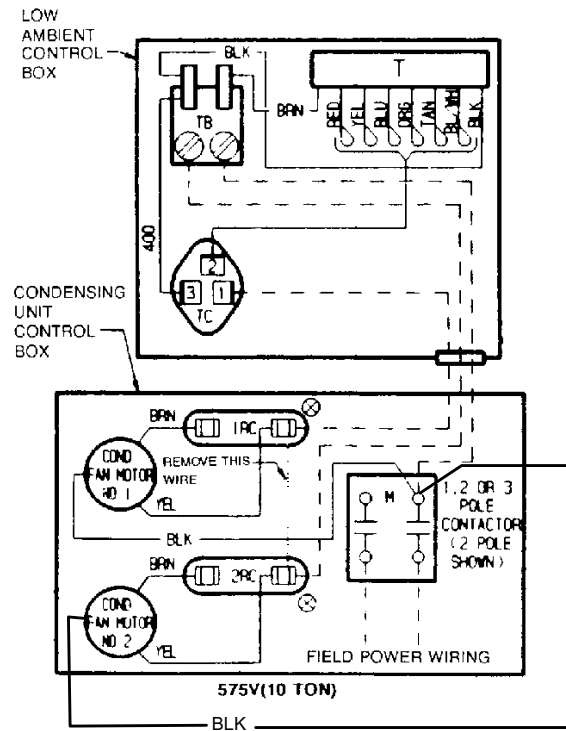 LOW
AMBIENT
CONTROL
BOX
BLK
T
BRN
RED
YEL
BLU
ORG
TAN
BL/WHI
BLK
TB
400
2
3
1
TC
CONDENSING
UNIT
CONTROL
BOX
BRN
1RC
COND
FAN MOTOR
NO 1
REMOVE THIS
WIRE
YEL
M
1,2 OR 3
POLE
CONTACTOR
(2 POLE
SHOWN)
BLK
BRN
2RC
COND
FAN MOTOR
NO 2
YEL
FIELD POWER WIRING
575V(10 TON)
BLK